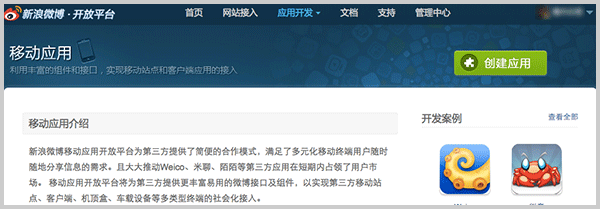 新浪微博·开放平台
首页 网站接入 应用开发 文档 支持 管理中心
移动应用
利用丰富的组件和接口，实现移动站点和客户端应用的接入
创建应用
移动应用介绍
新浪微博移动应用开放平台为第三方提供了简便的合作模式，满足了多元化移动终端用户随时
随地分享信息的需求。且大大推动Weico、米聊、陌陌等第三方应用在短期内占领了用户市
场。 移动应用开放平台将为第三方提供更丰富易用的微博接口及组件，以实现第三方移动站
点、客户端、机顶盒、车载设备等多类型终端的社会化接入。
开发案例 查看全部